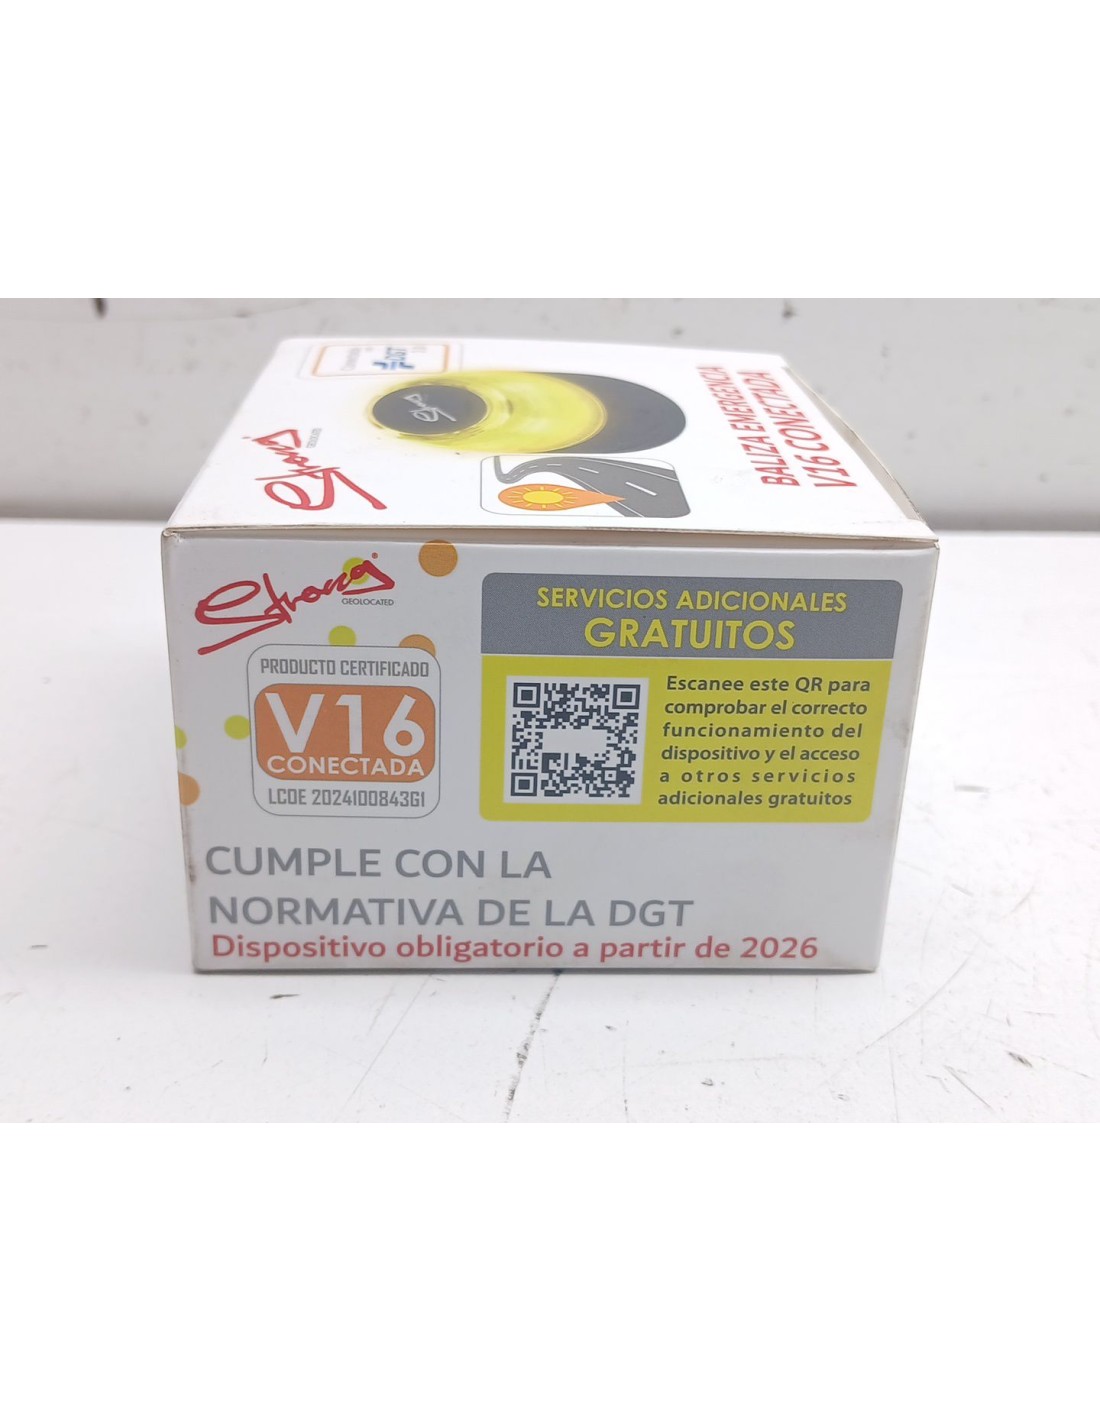 DGT
BALIZA EMERGENCIA
V16 CONECTADA
GEOLOCATED
PRODUCTO CERTIFICADO
V16
CONECTADA
LCOE 2024100843G1
SERVICIOS ADICIONALES
GRATUITOS
Escanee este QR para
comprobar el correcto
funcionamiento del
dispositivo y el acceso
a otros servicios
adicionales gratuitos
CUMPLE CON LA
NORMATIVA DE LA DGT
Dispositivo obligatorio a partir de 2026